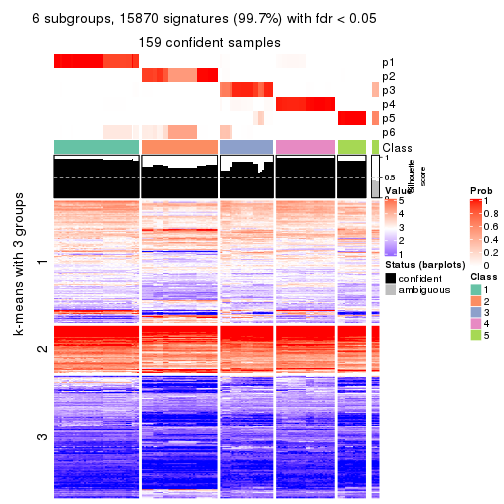 6 subgroups, 15870 signatures (99.7%) with fdr < 0.05
159 confident samples
p1
p2
p3
p4
p5
p6
Class
1
0.5
0
Silhouette
score
k-means with 3 groups
1
2
3
Value
5
4
3
2
1
Status (barplots)
confident
ambiguous
Prob
1
0.8
0.6
0.4
0.2
0
Class
1
2
3
4
5